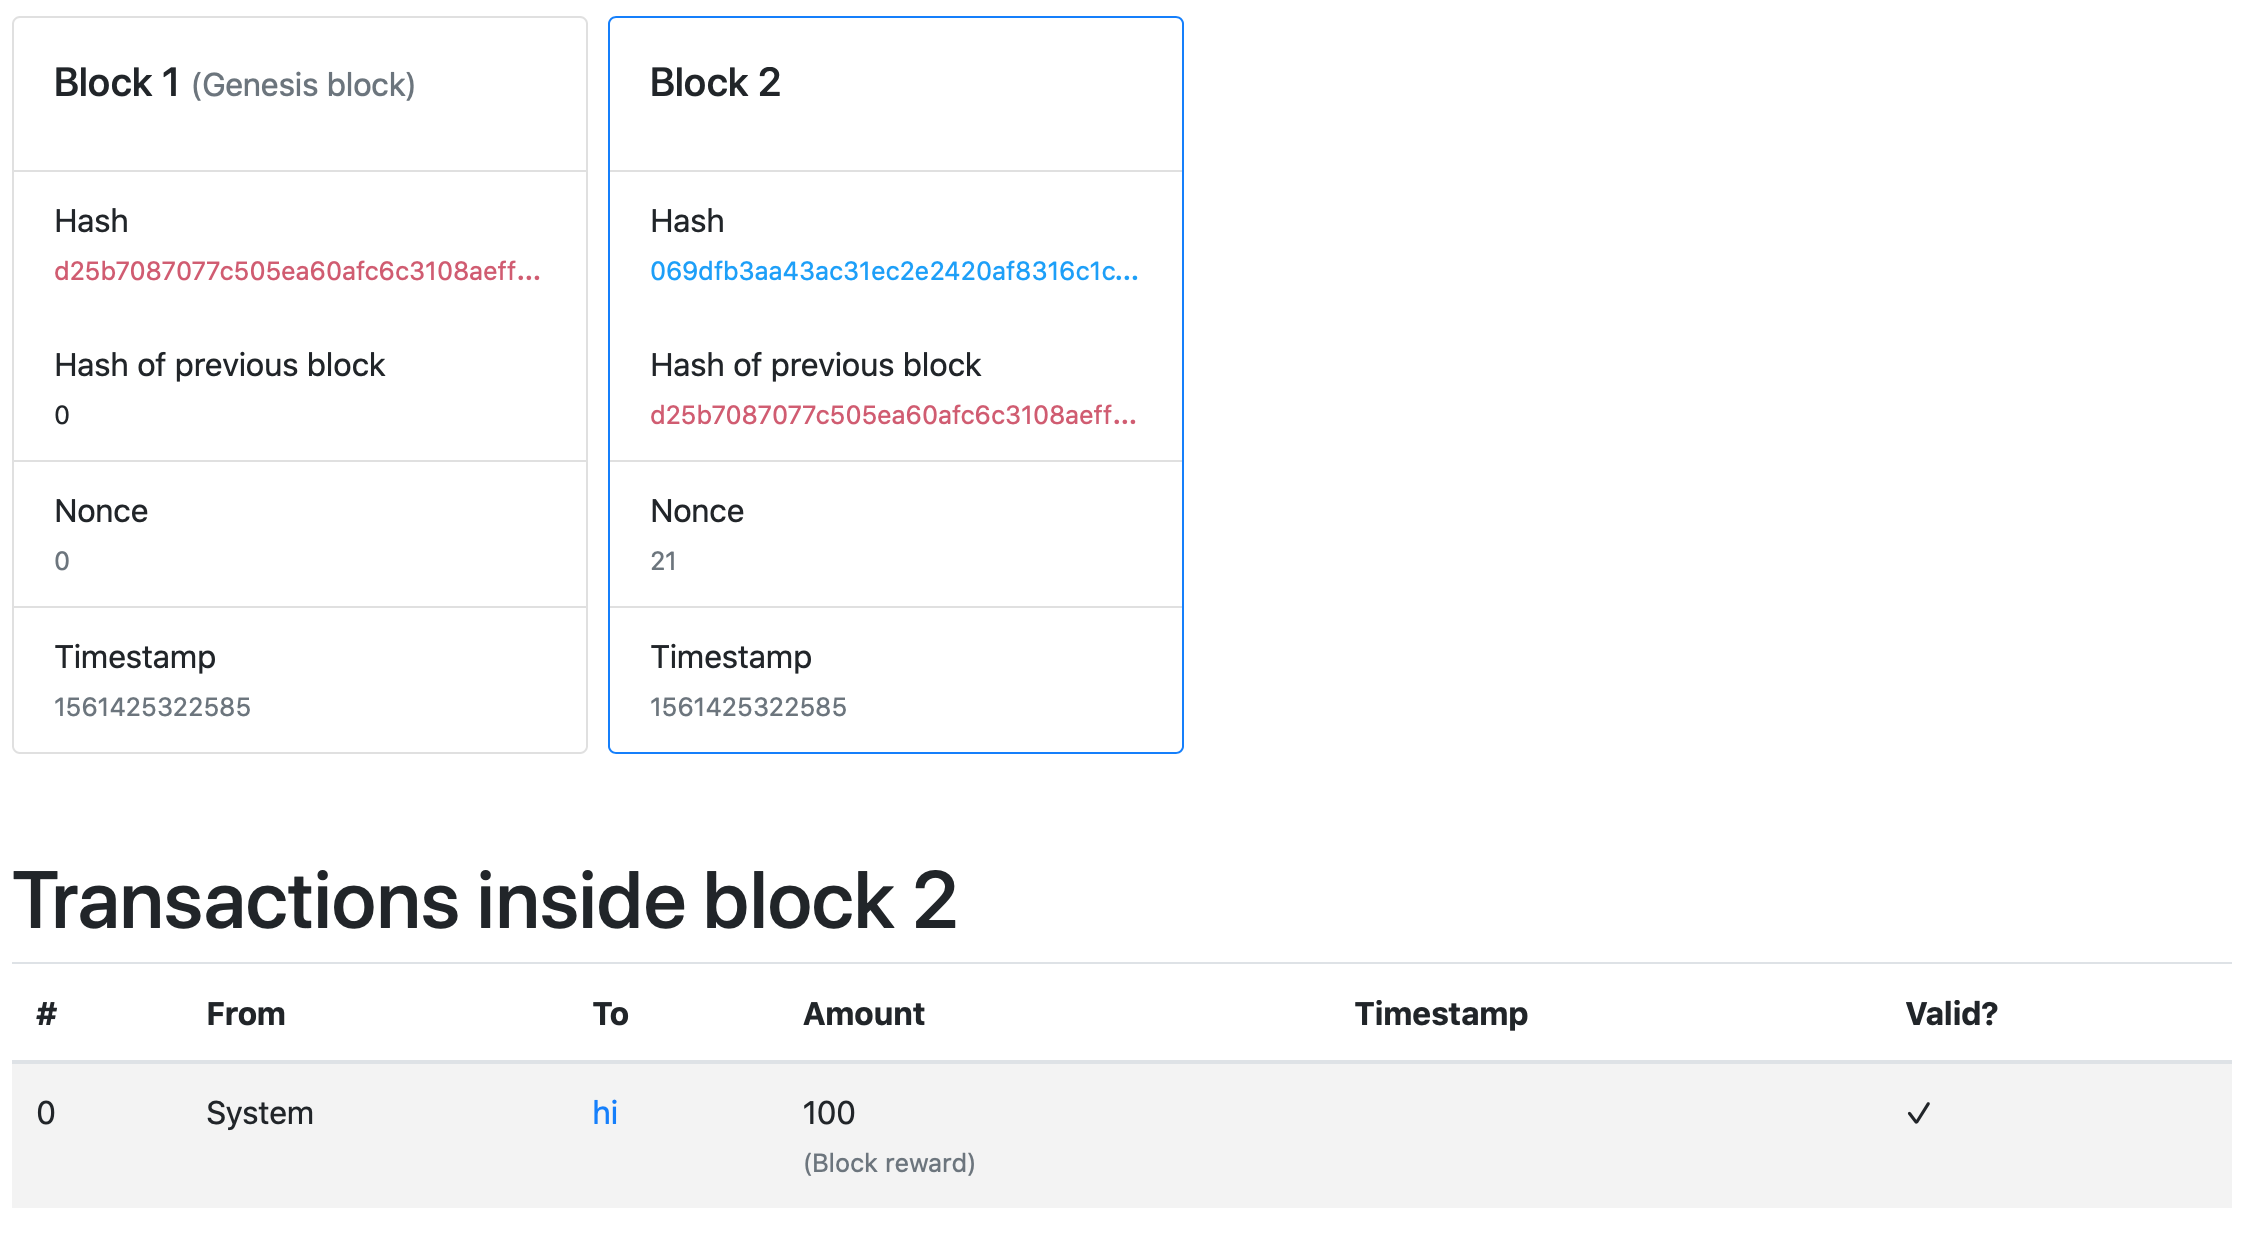 Block 1 (Genesis block)
Hash
d25b7087077c505ea60afc6c3108aeff...
Hash of previous block
0
Nonce
0
Timestamp
1561425322585
Block 2
Hash
069dfb3aa43ac31ec2e2420af8316c1c...
Hash of previous block
d25b7087077c505ea60afc6c3108aeff...
Nonce
21
Timestamp
1561425322585
Transactions inside block 2
# From To Amount Timestamp Valid?
0 System hi 100 ✓
(Block reward)